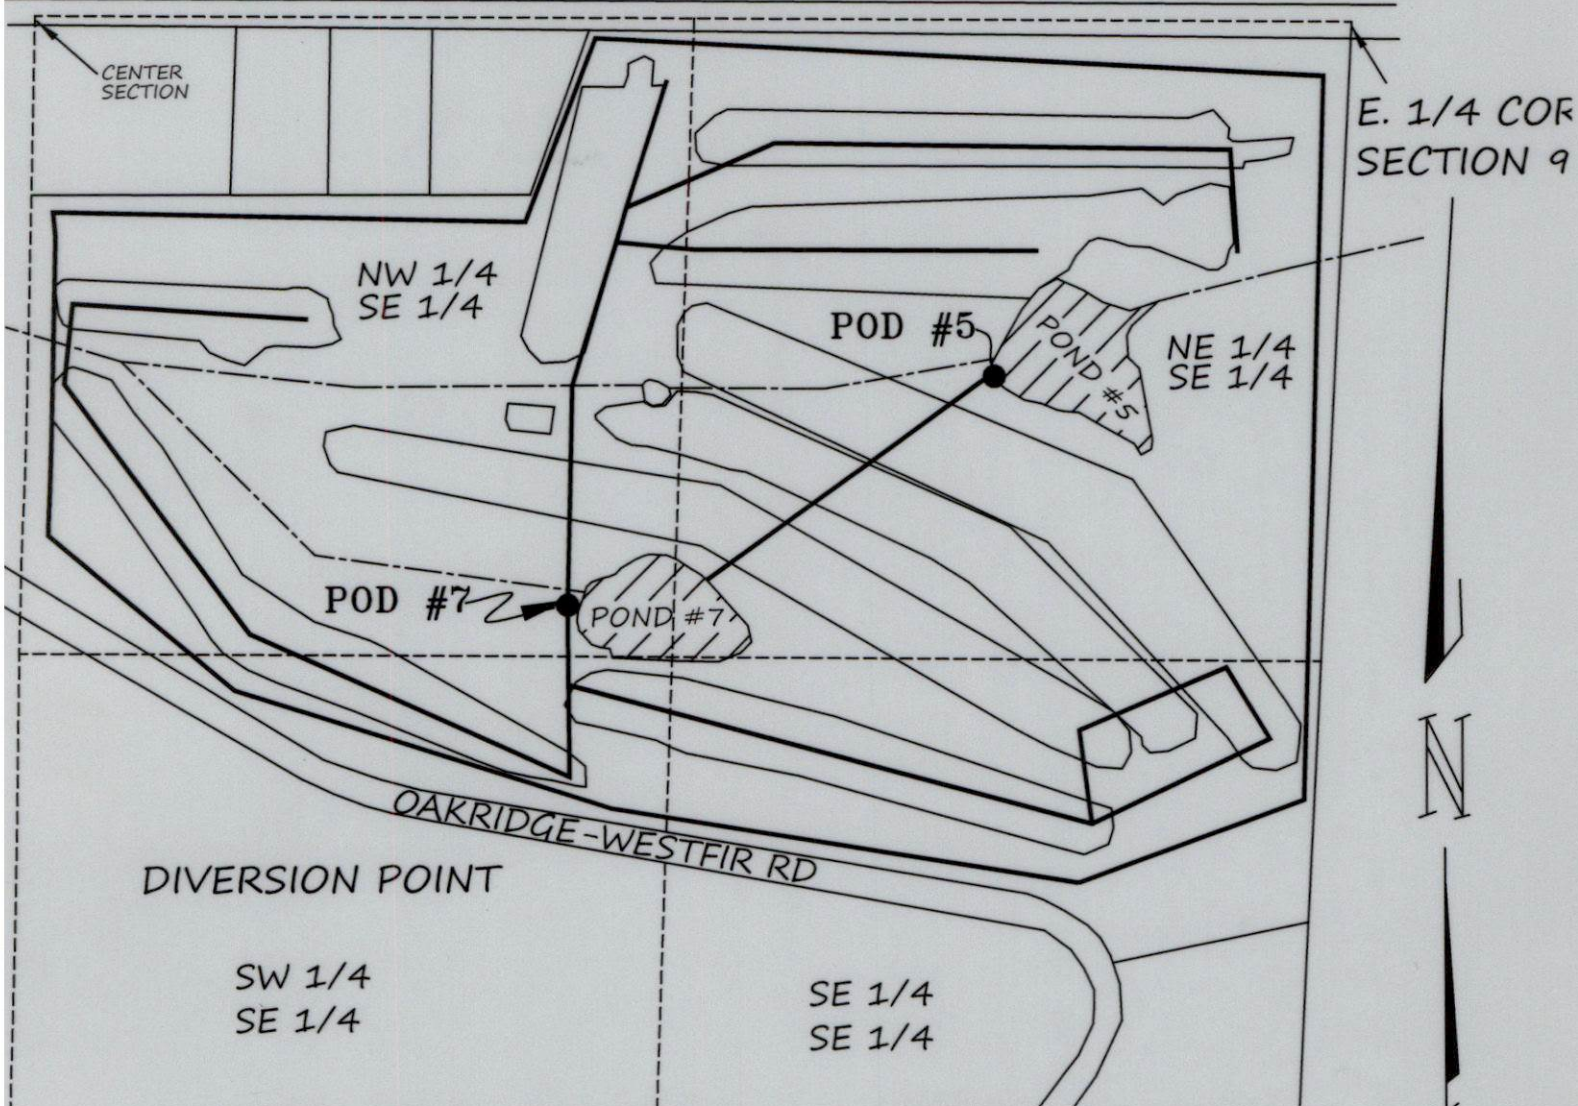 CENTER
SECTION
E. 1/4 COR
SECTION 9
NW 1/4
SE 1/4
POD #5
POND #5
NE 1/4
SE 1/4
POD #7
POND #7
N
OAKRIDGE-WESTFIR RD
DIVERSION POINT
SW 1/4
SE 1/4
SE 1/4
SE 1/4